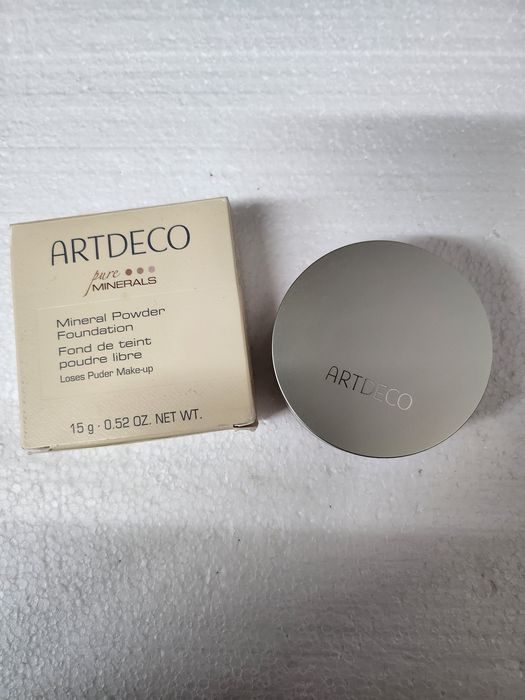 ARTDECO
pure
MINERALS
Mineral Powder
Foundation
Fond de teint
poudre libre
Loses Puder Make-up
15 g · 0.52 OZ. NET WT.
ARTDECO